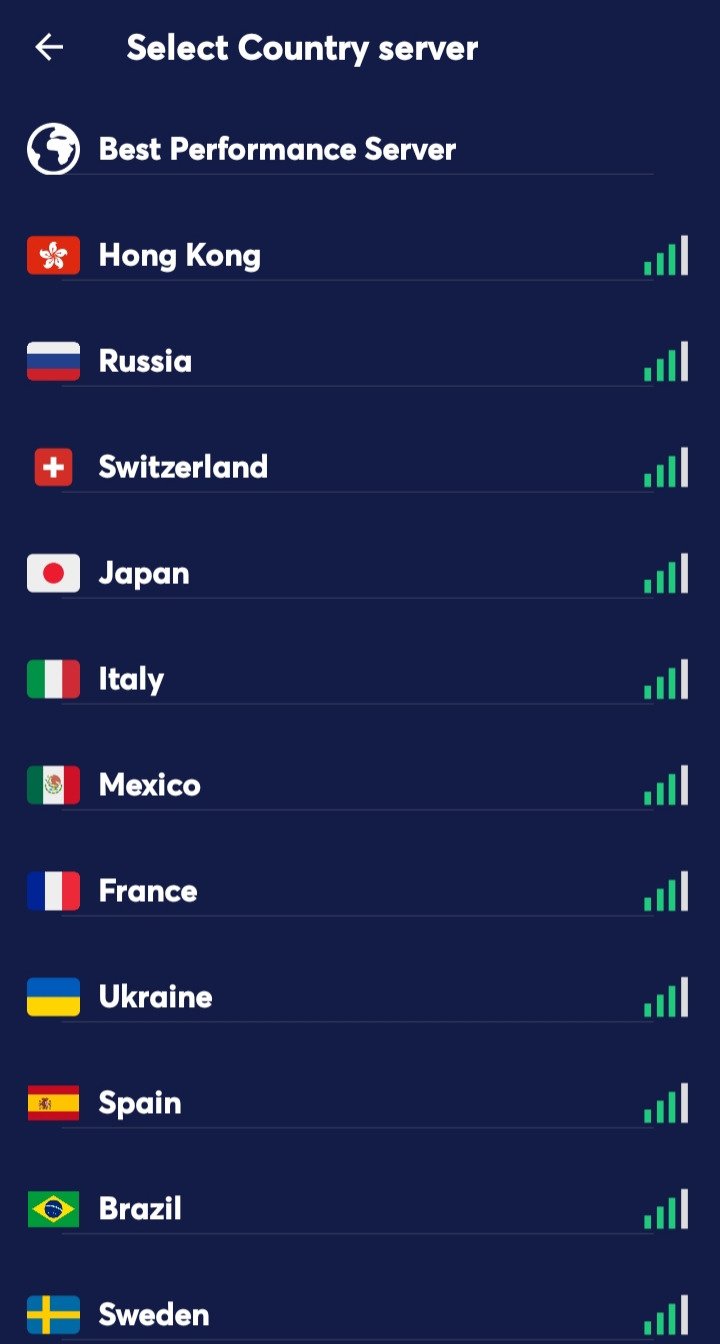 Select Country server
Best Performance Server
Hong Kong
Russia
Switzerland
Japan
Italy
Mexico
France
Ukraine
Spain
Brazil
Sweden